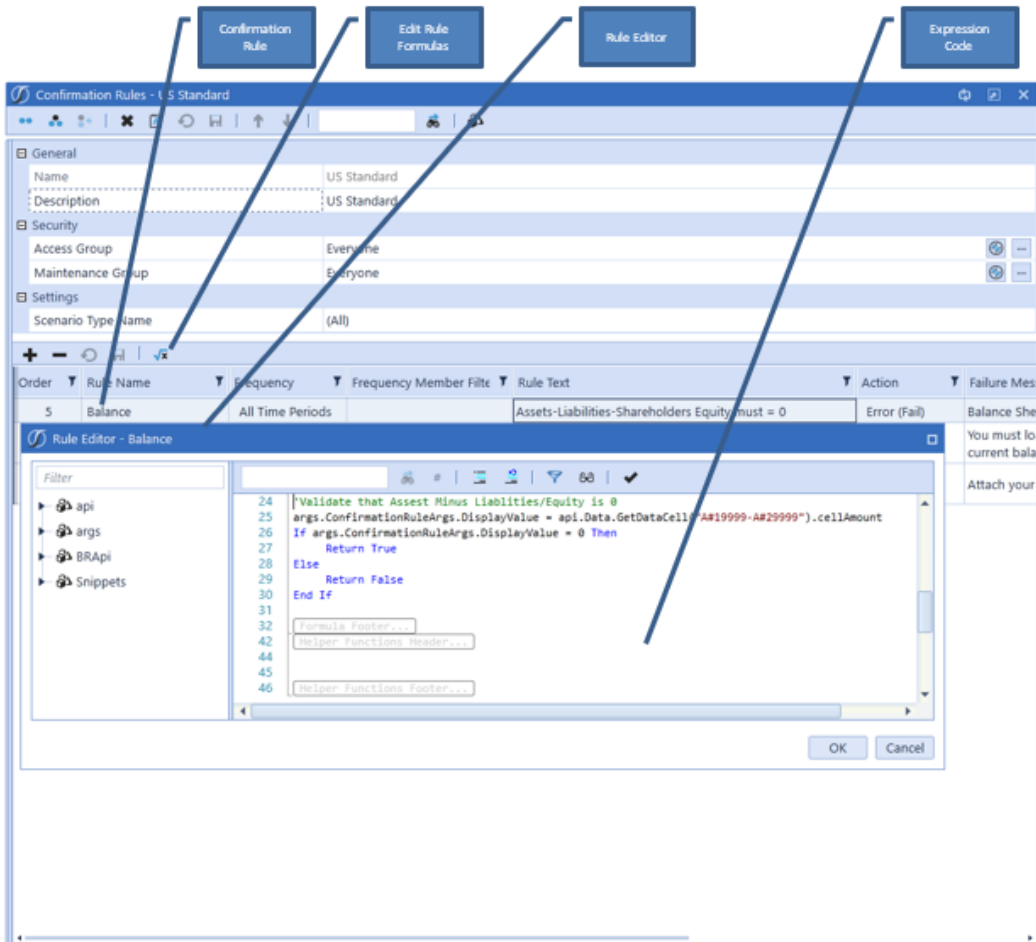 Confirmation
Rule
Edit Rule
Formulas
Rule Editor
Expression
Code
Confirmation Rules - US Standard
General
Name US Standard
Description US Standard
Security
Access Group Everyone
Maintenance Group Everyone
Settings
Scenario Type Name (All)
Order Rule Name Frequency Frequency Member Filte Rule Text Action Failure Mes
5 Balance All Time Periods Assets-Liabilities-Shareholders Equity must = 0 Error (Fail) Balance She
Rule Editor - Balance
You must lo
current bala
Attach your
Filter
api
args
BRApi
Snippets
24 'Validate that Assest Minus Liablities/Equity is 0
25 args.ConfirmationRuleArgs.DisplayValue = api.Data.GetDataCell("A#19999-A#29999").cellAmount
26 If args.ConfirmationRuleArgs.DisplayValue = 0 Then
27 Return True
28 Else
29 Return False
30 End If
31
32 Formula Footer...
42 Helper Functions Header...
44
45
46 Helper Functions Footer...
OK Cancel